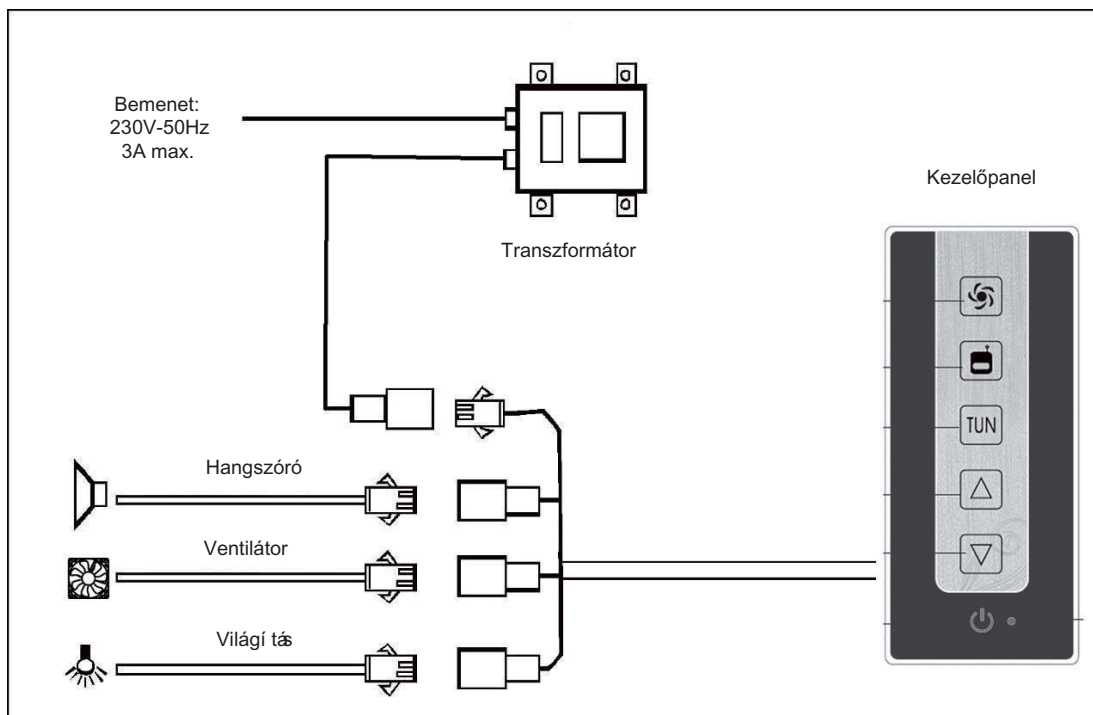 Bemenet:
230V-50Hz
3A max.
Transzformátor
Kezelőpanel
TUN
Hangszóró
Ventilátor
Világí tás